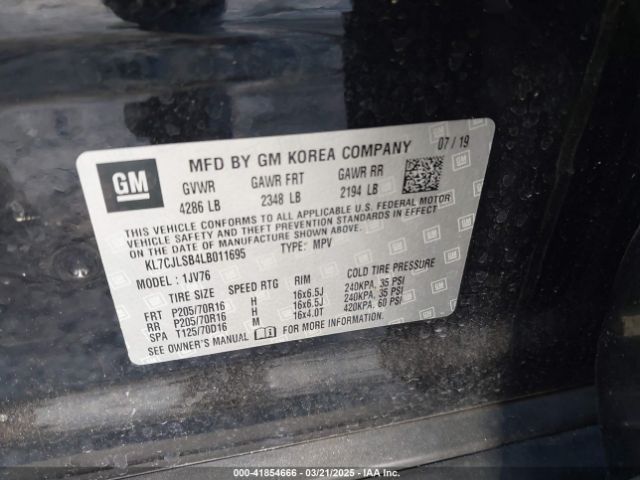 GM
MFD BY GM KOREA COMPANY 07 / 19
GVWR GAWR FRT GAWR RR
4286 LB 2348 LB 2194 LB
THIS VEHICLE CONFORMS TO ALL APPLICABLE U.S. FEDERAL MOTOR
VEHICLE SAFETY AND THEFT PREVENTION STANDARDS IN EFFECT
ON THE DATE OF MANUFACTURE SHOWN ABOVE.
KL7CJLSB4LB011695 TYPE: MPV
MODEL : 1JV76
TIRE SIZE SPEED RTG RIM COLD TIRE PRESSURE
FRT P205/70R16 H 16x6.5J 240KPA, 35 PSI
RR P205/70R16 H 16x6.5J 240KPA, 35 PSI
SPA T125/70D16 M 16x4.0T 420KPA, 60 PSI
SEE OWNER'S MANUAL FOR MORE INFORMATION.
000-41854666 - 03/21/2025 - IAA Inc.